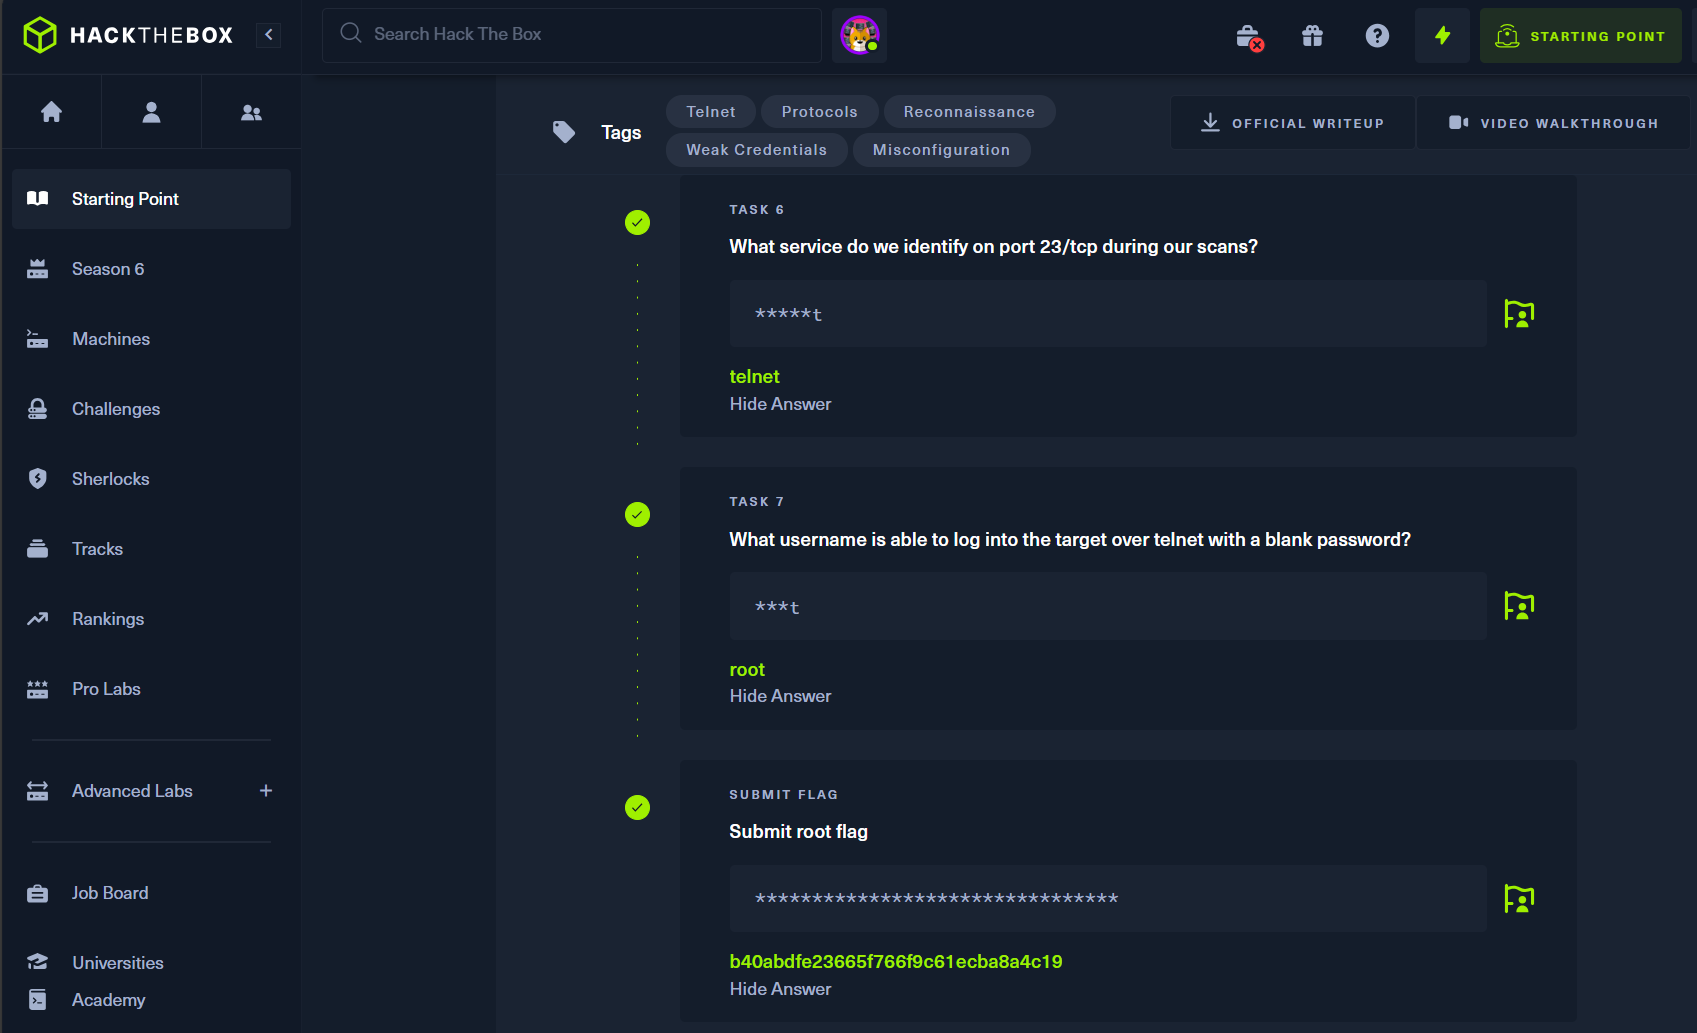 HACKTHEBOX
Search Hack The Box
STARTING POINT
Starting Point
Season 6
Machines
Challenges
Sherlocks
Tracks
Rankings
Pro Labs
Advanced Labs +
Job Board
Universities
Academy
Tags
Telnet Protocols Reconnaissance
Weak Credentials Misconfiguration
OFFICIAL WRITEUP
VIDEO WALKTHROUGH
TASK 6
What service do we identify on port 23/tcp during our scans?
*****t
telnet
Hide Answer
TASK 7
What username is able to log into the target over telnet with a blank password?
***t
root
Hide Answer
SUBMIT FLAG
Submit root flag
********************************
b40abdfe23665f766f9c61ecba8a4c19
Hide Answer